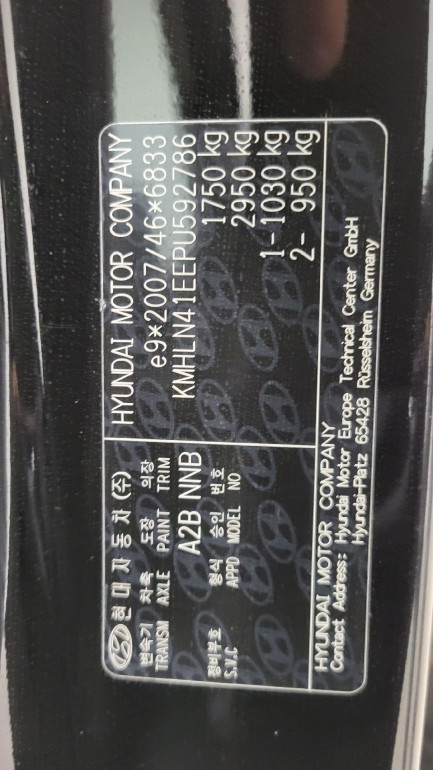 현대자동차(주)
변속기 차축 도장 의장
TRANSM AXLE PAINT TRIM
A2B NNB
형식 승인 번호
정비부호 APPD MODEL NO
S.V.C
HYUNDAI MOTOR COMPANY
e9*2007/46*6833
KMHLN41EEPU592786
1750 kg
2950 kg
1-1030 kg
2- 950 kg
HYUNDAI MOTOR COMPANY
Contact Address: Hyundai Motor Europe Technical Center GmbH
Hyundai-Platz 65428 Rüsselsheim Germany